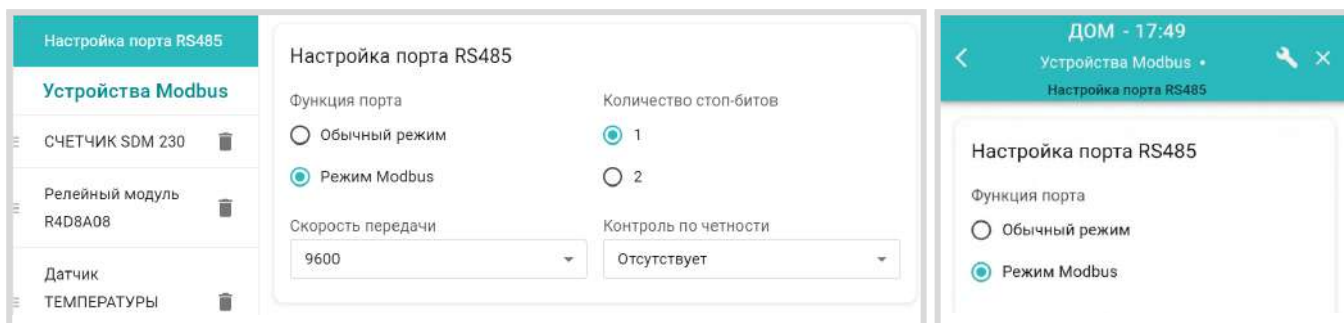 Настройка порта RS485
Устройства Modbus
СЧЕТЧИК SDM 230
Релейный модуль
R4D8A08
Датчик
ТЕМПЕРАТУРЫ
Настройка порта RS485
Функция порта
Обычный режим
Режим Modbus
Количество стоп-битов
1
2
Скорость передачи
9600
Контроль по четности
Отсутствует
ДОМ - 17:49
Устройства Modbus •
Настройка порта RS485
Настройка порта RS485
Функция порта
Обычный режим
Режим Modbus